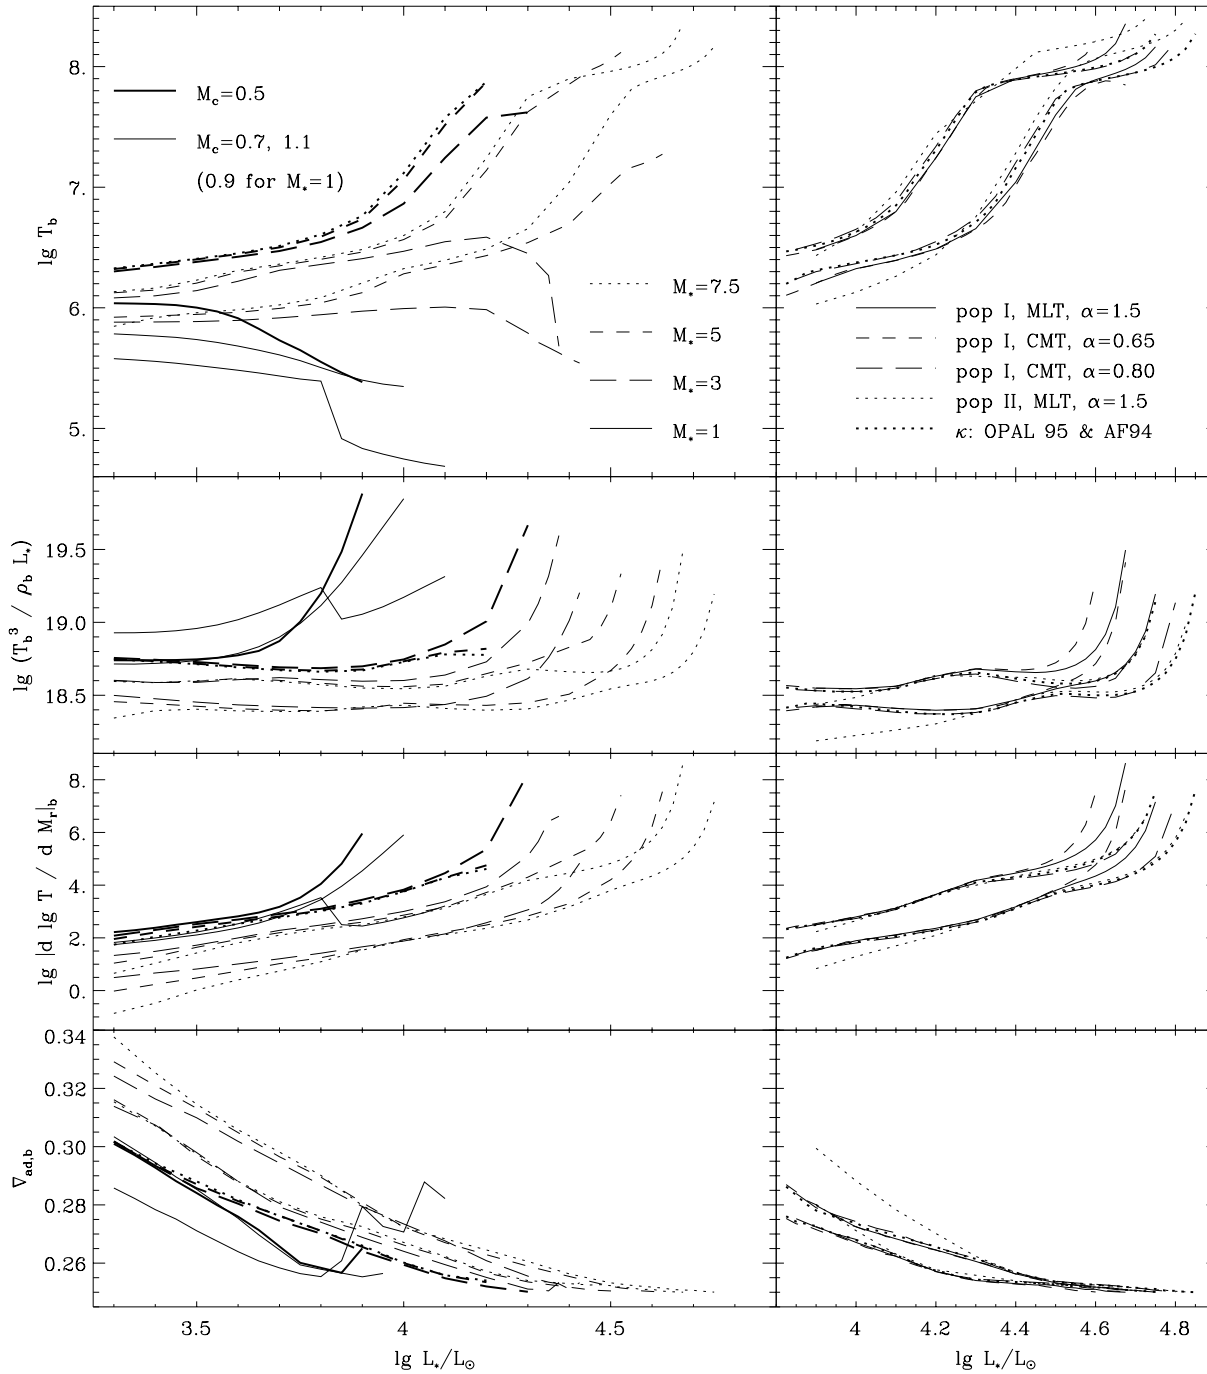 8.
7.
6.
5.
lg T_b
M_c=0.5
M_c=0.7, 1.1
(0.9 for M_*=1)
M_*=7.5
M_*=5
M_*=3
M_*=1
pop I, MLT, α=1.5
pop I, CMT, α=0.65
pop I, CMT, α=0.80
pop II, MLT, α=1.5
κ: OPAL 95 & AF94
19.5
19.0
18.5
lg (T_b^3 / ρ_b L_*)
8.
6.
4.
2.
0.
lg |d lg T / d M_r|_b
0.34
0.32
0.30
0.28
0.26
∇_ad,b
3.5 4 4.5
4 4.2 4.4 4.6 4.8
lg L_*/L_⊙
lg L_*/L_⊙